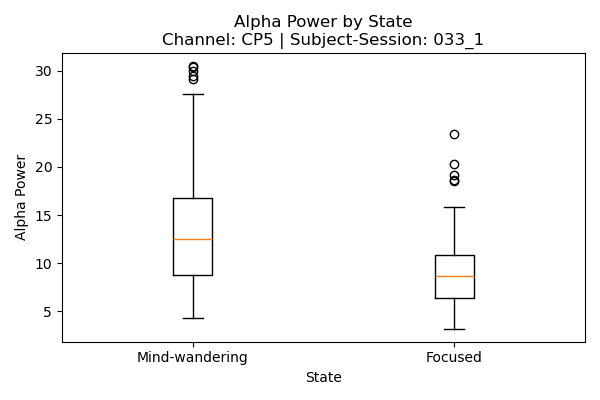 Alpha Power by State
Channel: CP5 | Subject-Session: 033_1
30
25
20
15
10
5
Alpha Power
Mind-wandering
Focused
State